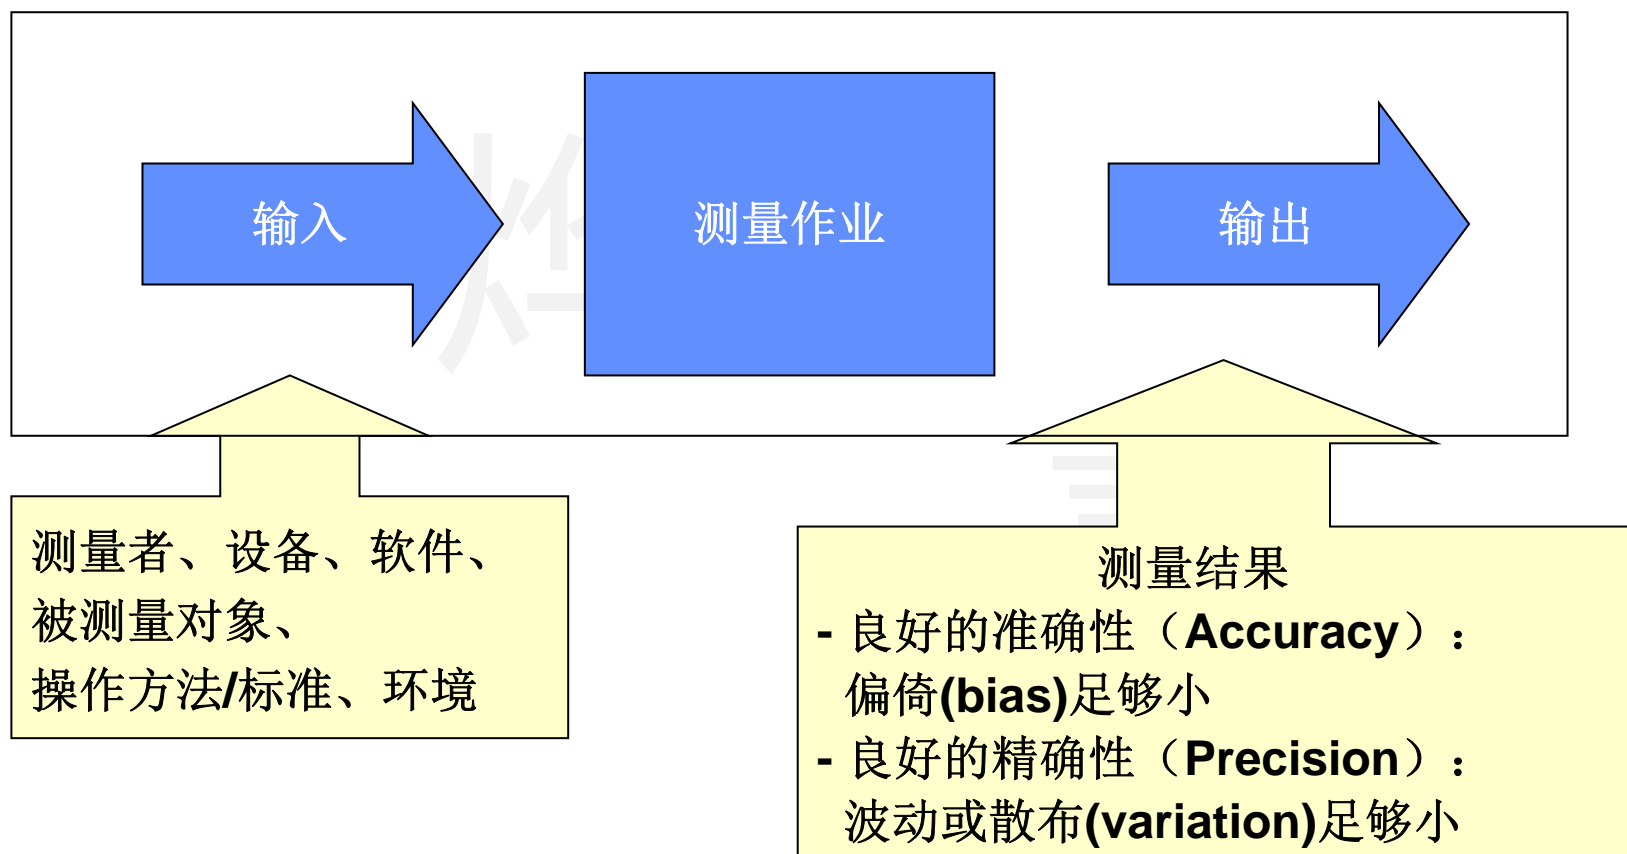 输入
测量作业
输出
测量者、设备、软件、
被测量对象、
操作方法/标准、环境
测量结果
- 良好的准确性（Accuracy）：
偏倚(bias)足够小
- 良好的精确性（Precision）：
波动或散布(variation)足够小